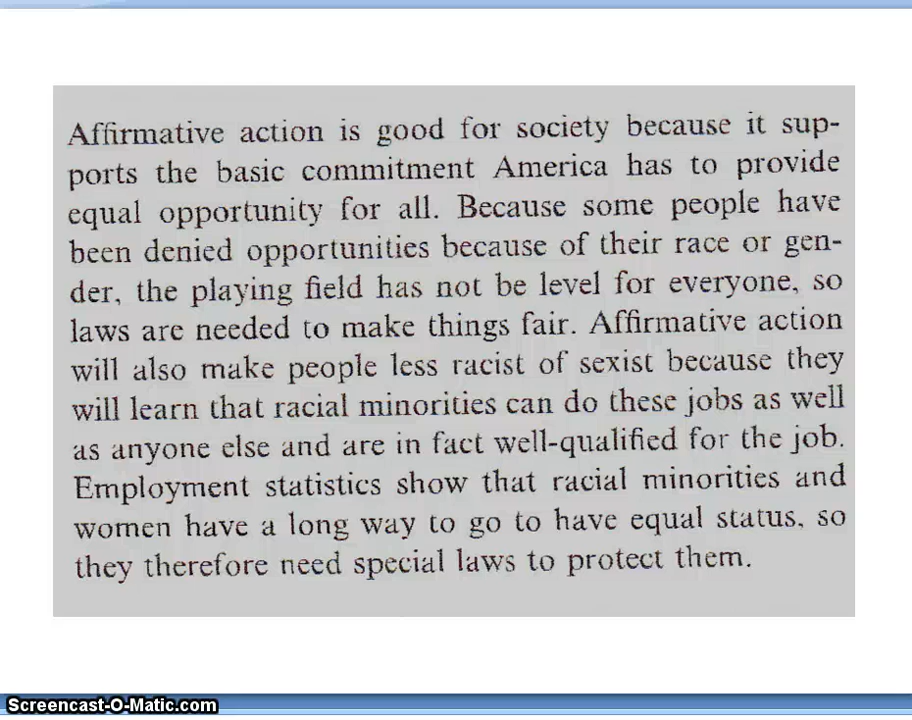 Affirmative action is good for society because it sup-
ports the basic commitment America has to provide
equal opportunity for all. Because some people have
been denied opportunities because of their race or gen-
der, the playing field has not be level for everyone, so
laws are needed to make things fair. Affirmative action
will also make people less racist of sexist because they
will learn that racial minorities can do these jobs as well
as anyone else and are in fact well-qualified for the job.
Employment statistics show that racial minorities and
women have a long way to go to have equal status, so
they therefore need special laws to protect them.
Screencast-O-Matic.com